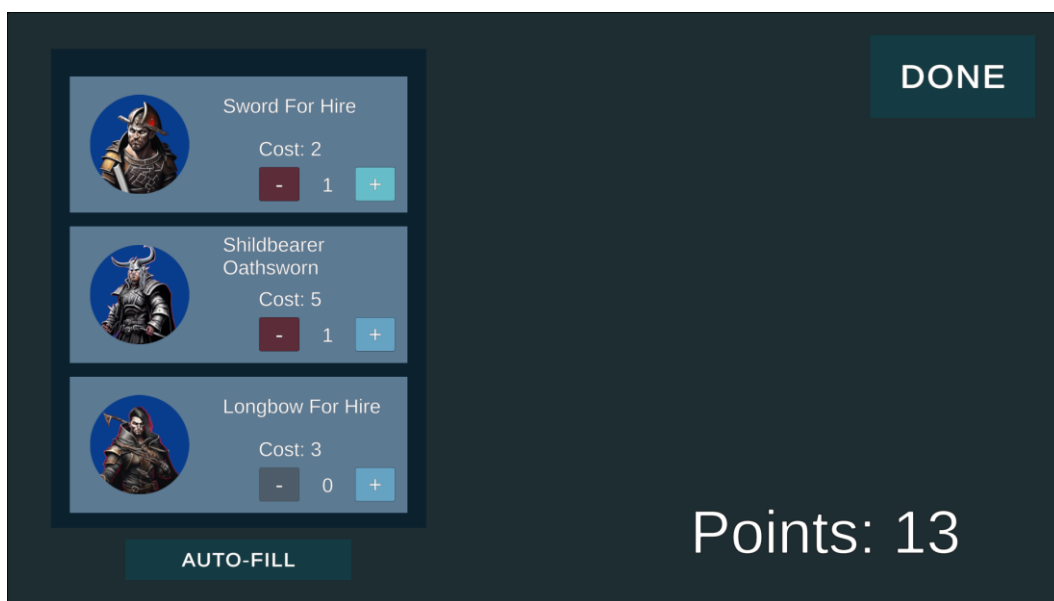 DONE
Sword For Hire
Cost: 2
- 1 +
Shildbearer
Oathsworn
Cost: 5
- 1 +
Longbow For Hire
Cost: 3
- 0 +
Points: 13
AUTO-FILL